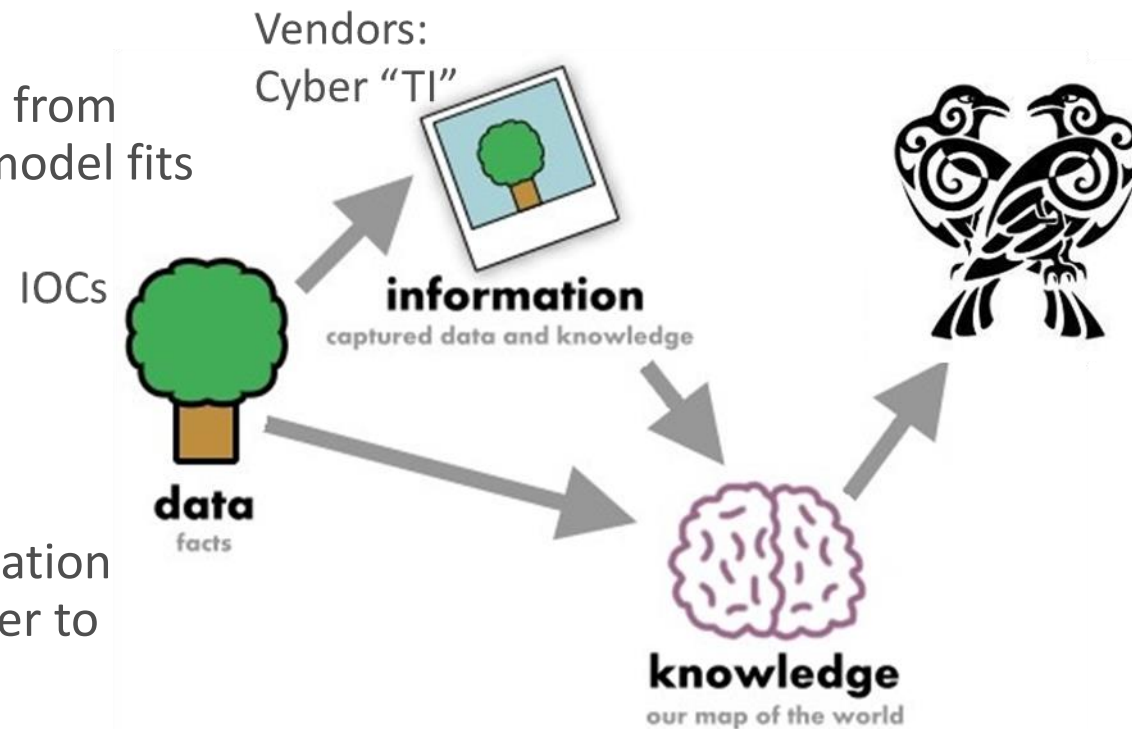 Vendors:
Cyber “TI”
from
model fits
IOCs
information
captured data and knowledge
data
facts
ation
er to
knowledge
our map of the world